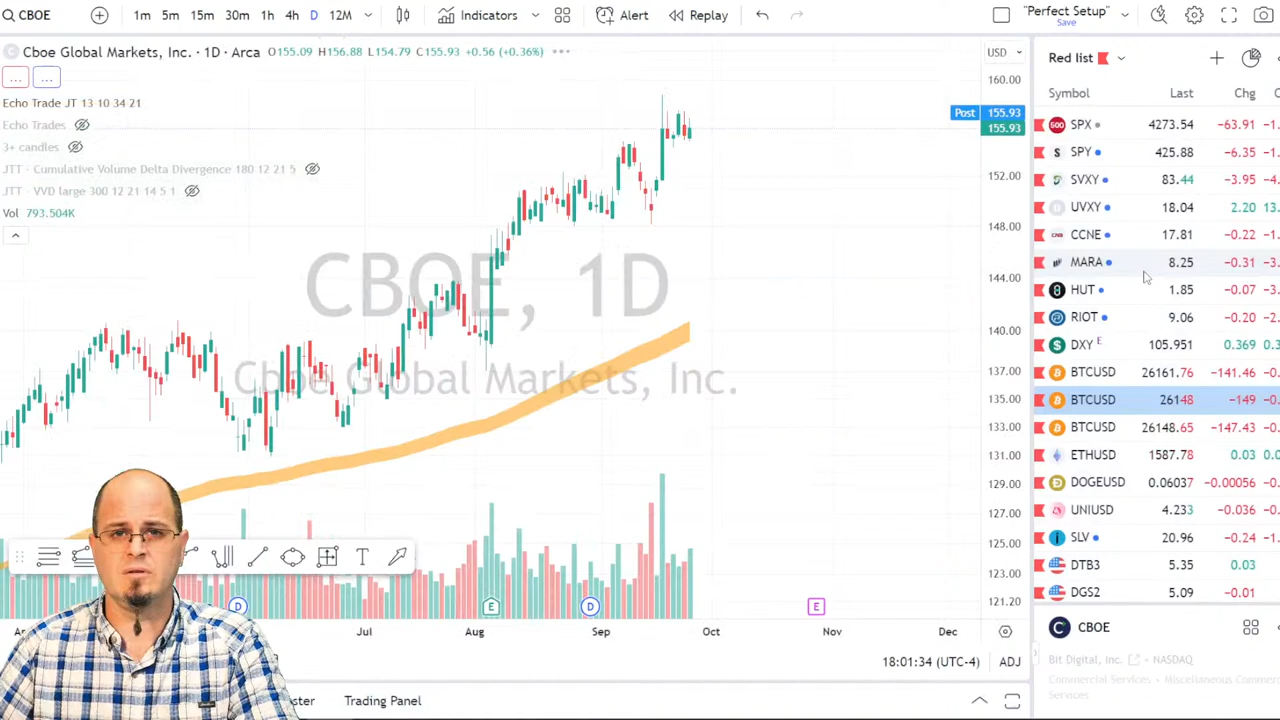 CBOE 1m 5m 15m 30m 1h 4h D 12M Indicators Alert Replay "Perfect Setup"
Save
Cboe Global Markets, Inc. · 1D · Arca O155.09 H156.88 L154.79 C155.93 +0.56 (+0.36%)
USD
Echo Trade JT 13 10 34 21
Echo Trades
3+ candles
JTT - Cumulative Volume Delta Divergence 180 12 21 5
JTT - VVD large 300 12 21 14 5 1
Vol 793.504K
CBOE, 1D
Cboe Global Markets, Inc.
160.00
Post 155.93
155.93
152.00
148.00
144.00
140.00
137.00
135.00
133.00
131.00
129.00
127.00
125.00
123.00
121.20
D E D E
Jul Aug Sep Oct Nov Dec
18:01:34 (UTC-4) ADJ
Trading Panel
Red list
Symbol Last Chg
SPX 4273.54 -63.91
SPY 425.88 -6.35
SVXY 83.44 -3.95
UVXY 18.04 2.20
CCNE 17.81 -0.22
MARA 8.25 -0.31
HUT 1.85 -0.07
RIOT 9.06 -0.20
DXY E 105.951 0.369
BTCUSD 26161.76 -141.46
BTCUSD 26148 -149
BTCUSD 26148.65 -147.43
ETHUSD 1587.78 0.03
DOGEUSD 0.06037 -0.00056
UNIUSD 4.233 -0.036
SLV 20.96 -0.24
DTB3 5.35 0.03
DGS2 5.09 -0.01
CBOE
Bit Digital, Inc. • NASDAQ
Commercial Services • Miscellaneous
Services